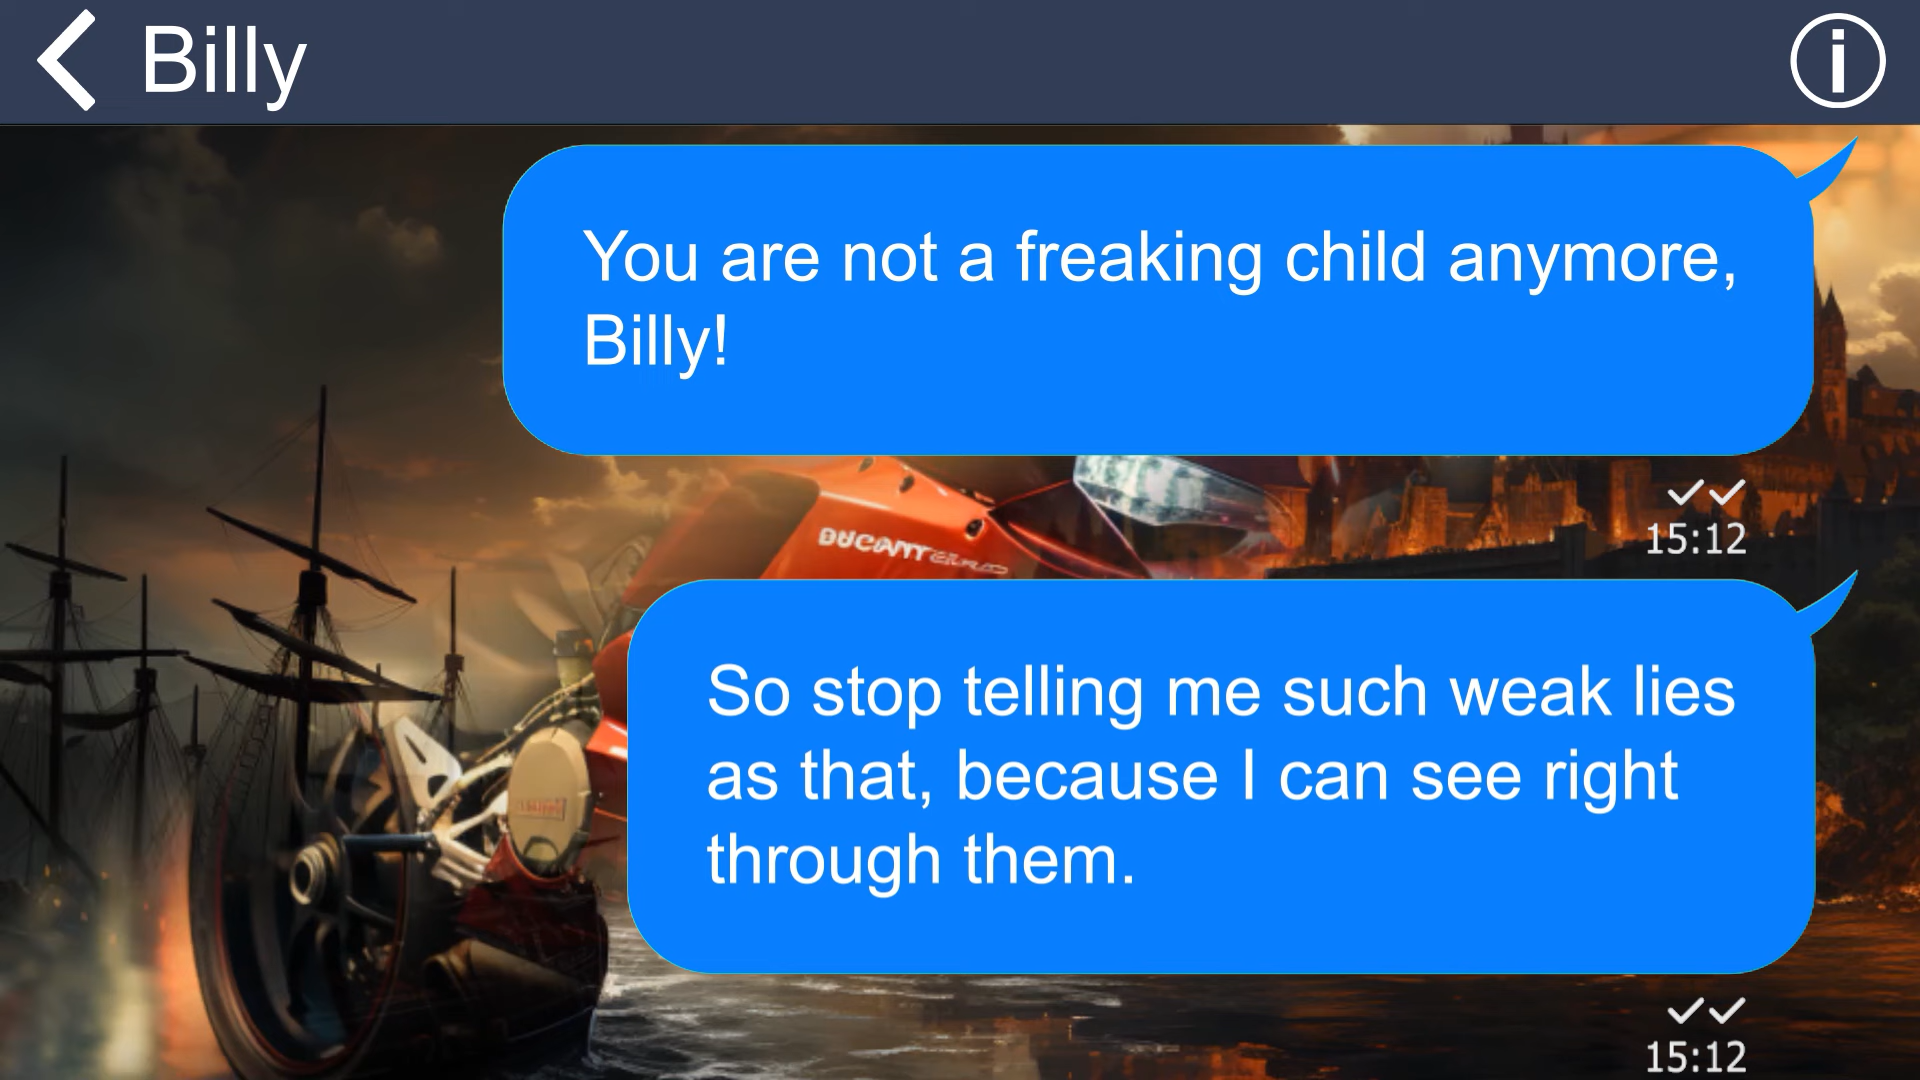 Billy
You are not a freaking child anymore,
Billy!
15:12
DUCATI
So stop telling me such weak lies
as that, because I can see right
through them.
15:12